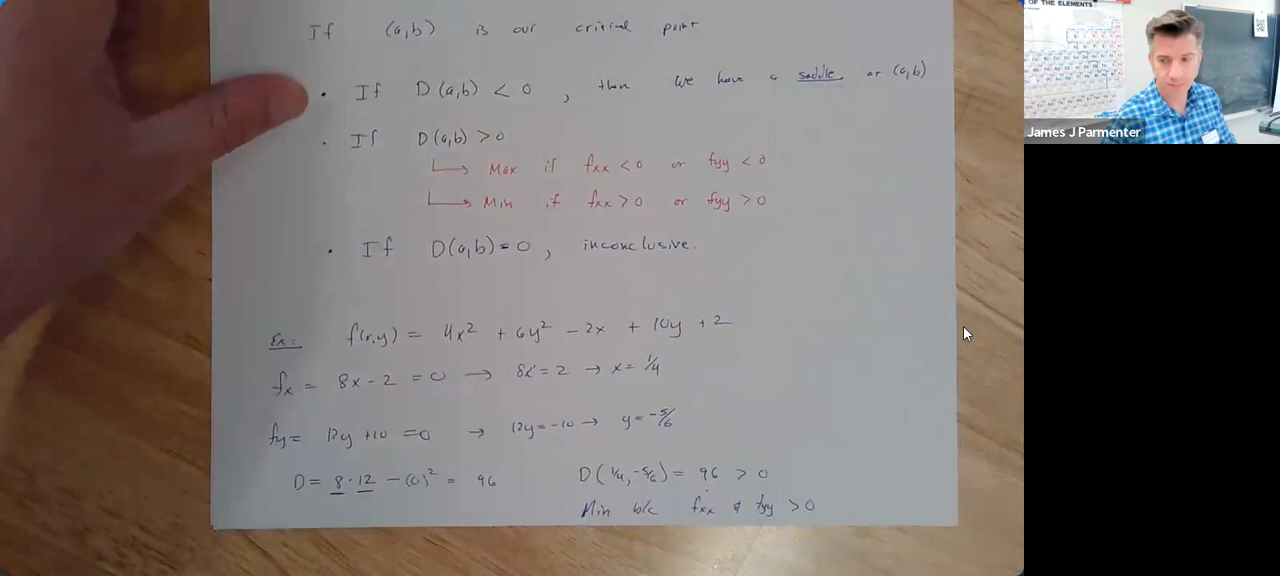 If (a,b) is our critical point
• If D(a,b) < 0, then we have a saddle at (a,b)
• If D(a,b) > 0
↳ Max if fxx < 0 or fyy < 0
↳ Min if fxx > 0 or fyy > 0
• If D(a,b) = 0, inconclusive.
Ex: f(x,y) = 4x² + 6y² - 2x + 10y + 2
fx = 8x - 2 = 0 → 8x = 2 → x = 1/4
fy = 12y + 10 = 0 → 12y = -10 → y = -5/6
D = 8 · 12 - (0)² = 96
D(1/4, -5/6) = 96 > 0
Min b/c fxx & fyy > 0
OF THE ELEMENTS
James J Parmenter